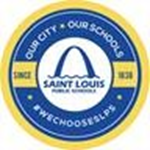 OUR CITY ★ OUR SCHOOLS
SINCE 1838
SAINT LOUIS
PUBLIC SCHOOLS
#WECHOOSESLPS